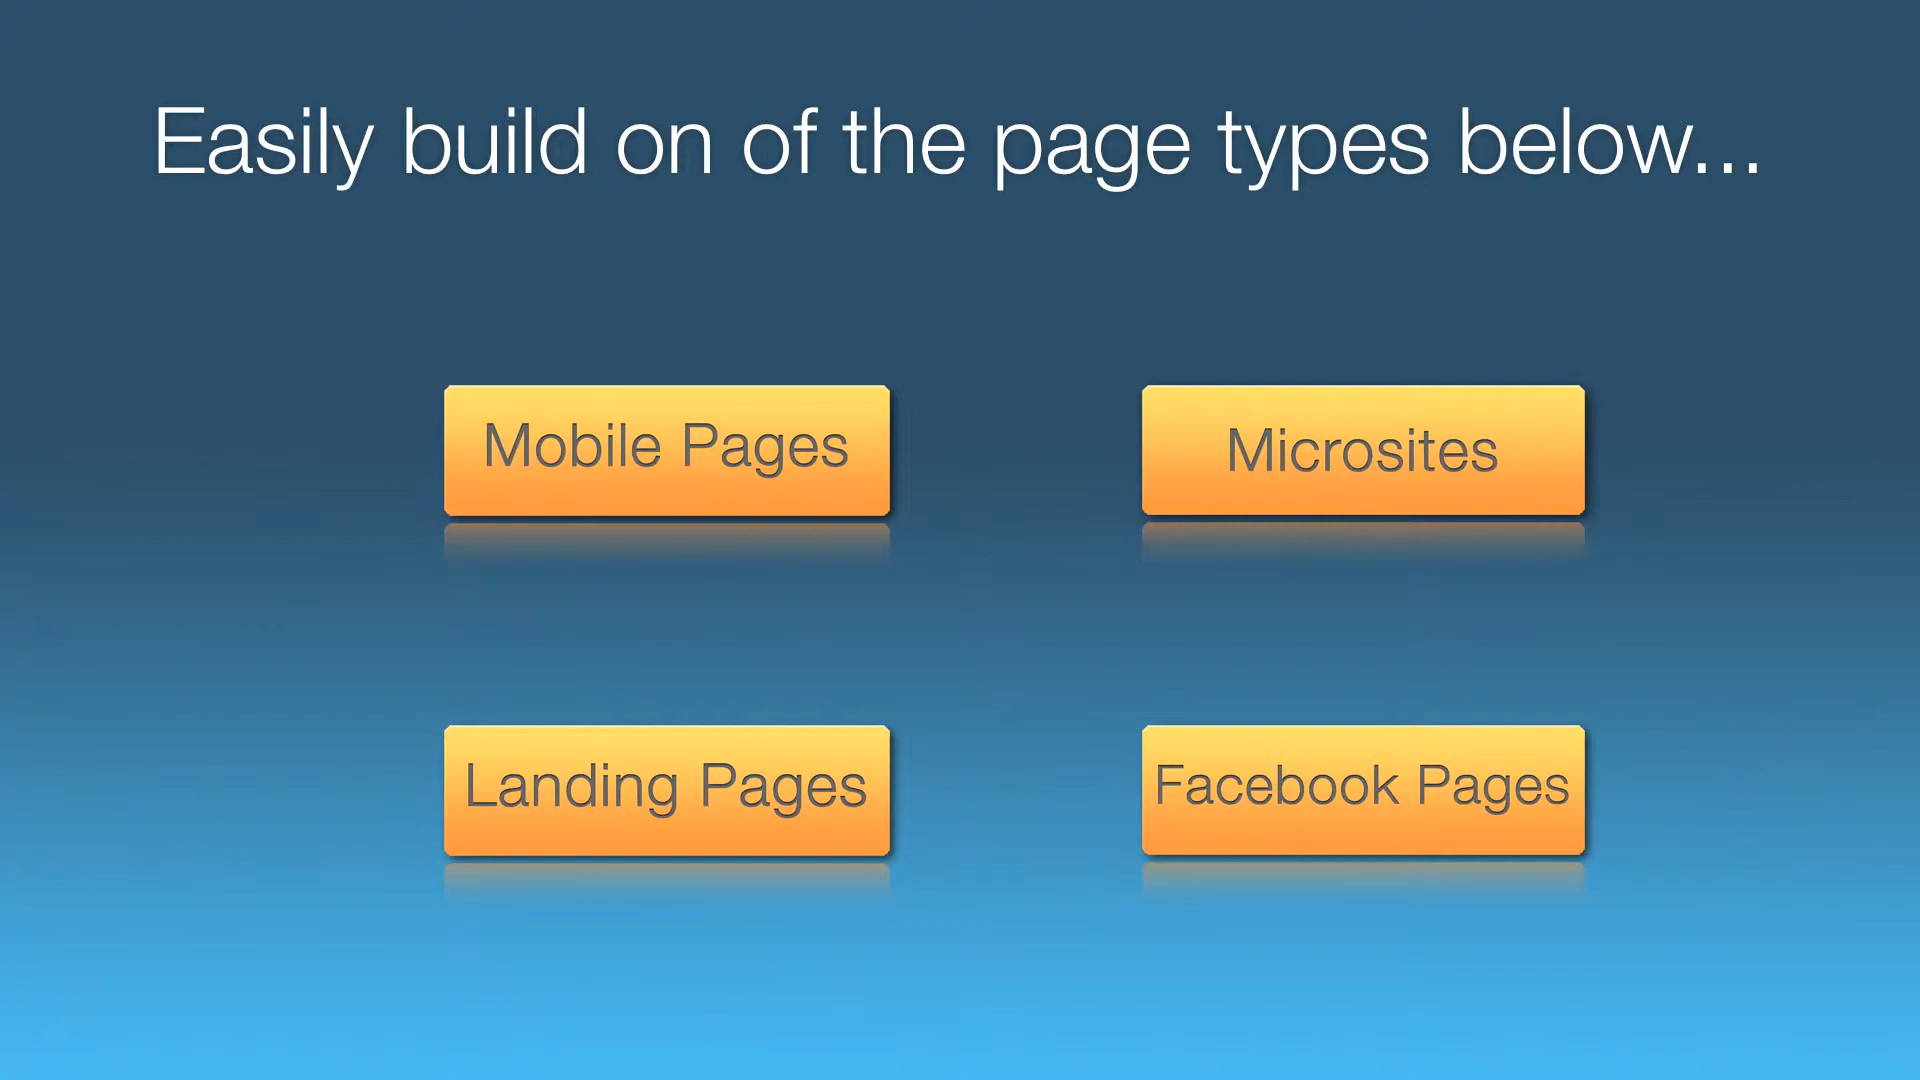 Easily build on of the page types below...
Mobile Pages
Microsites
Landing Pages
Facebook Pages